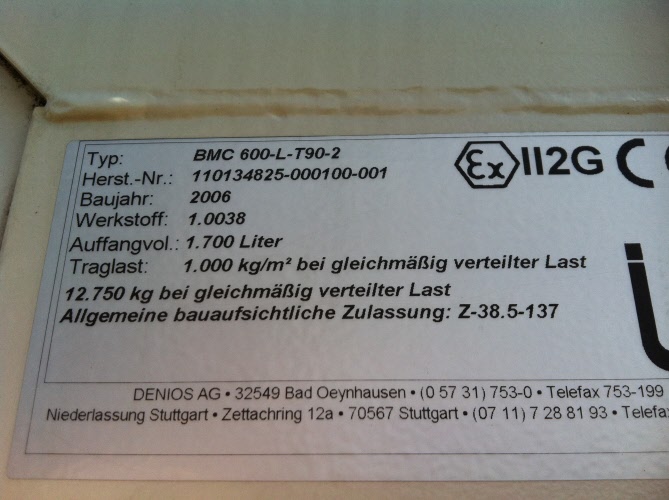 Typ: BMC 600-L-T90-2
Herst.-Nr.: 110134825-000100-001
Baujahr: 2006
Werkstoff: 1.0038
Auffangvol.: 1.700 Liter
Traglast: 1.000 kg/m² bei gleichmäßig verteilter Last
12.750 kg bei gleichmäßig verteilter Last
Allgemeine bauaufsichtliche Zulassung: Z-38.5-137
Ex II2G C
DENIOS AG • 32549 Bad Oeynhausen • (0 57 31) 753-0 • Telefax 753-199
Niederlassung Stuttgart • Zettachring 12a • 70567 Stuttgart • (07 11) 7 28 81 93 • Telefa